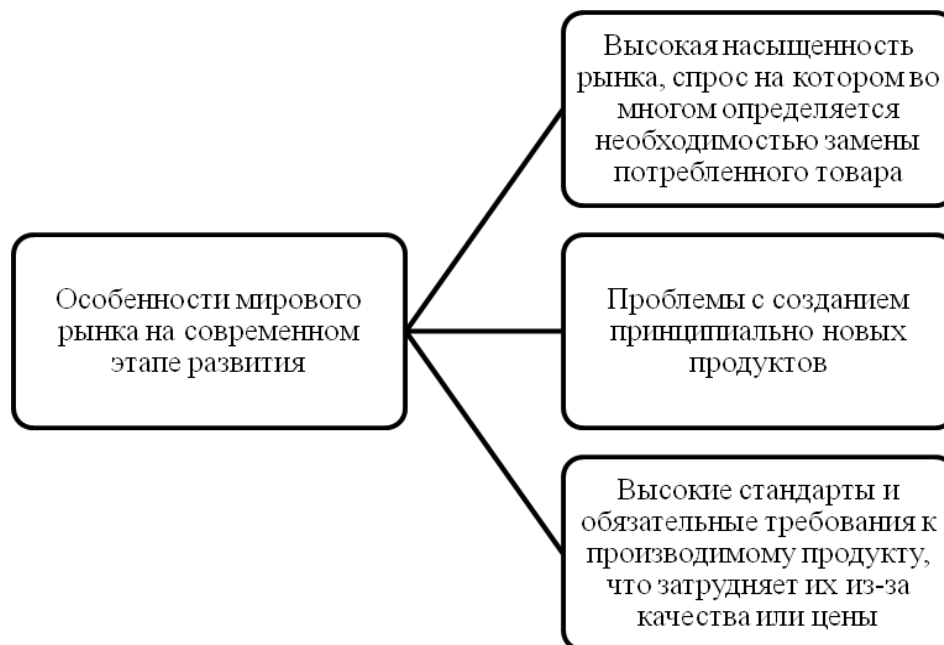 Особенности мирового
рынка на современном
этапе развития
Высокая насыщенность
рынка, спрос на котором во
многом определяется
необходимостью замены
потребленного товара
Проблемы с созданием
принципиально новых
продуктов
Высокие стандарты и
обязательные требования к
производимому продукту,
что затрудняет их из-за
качества или цены